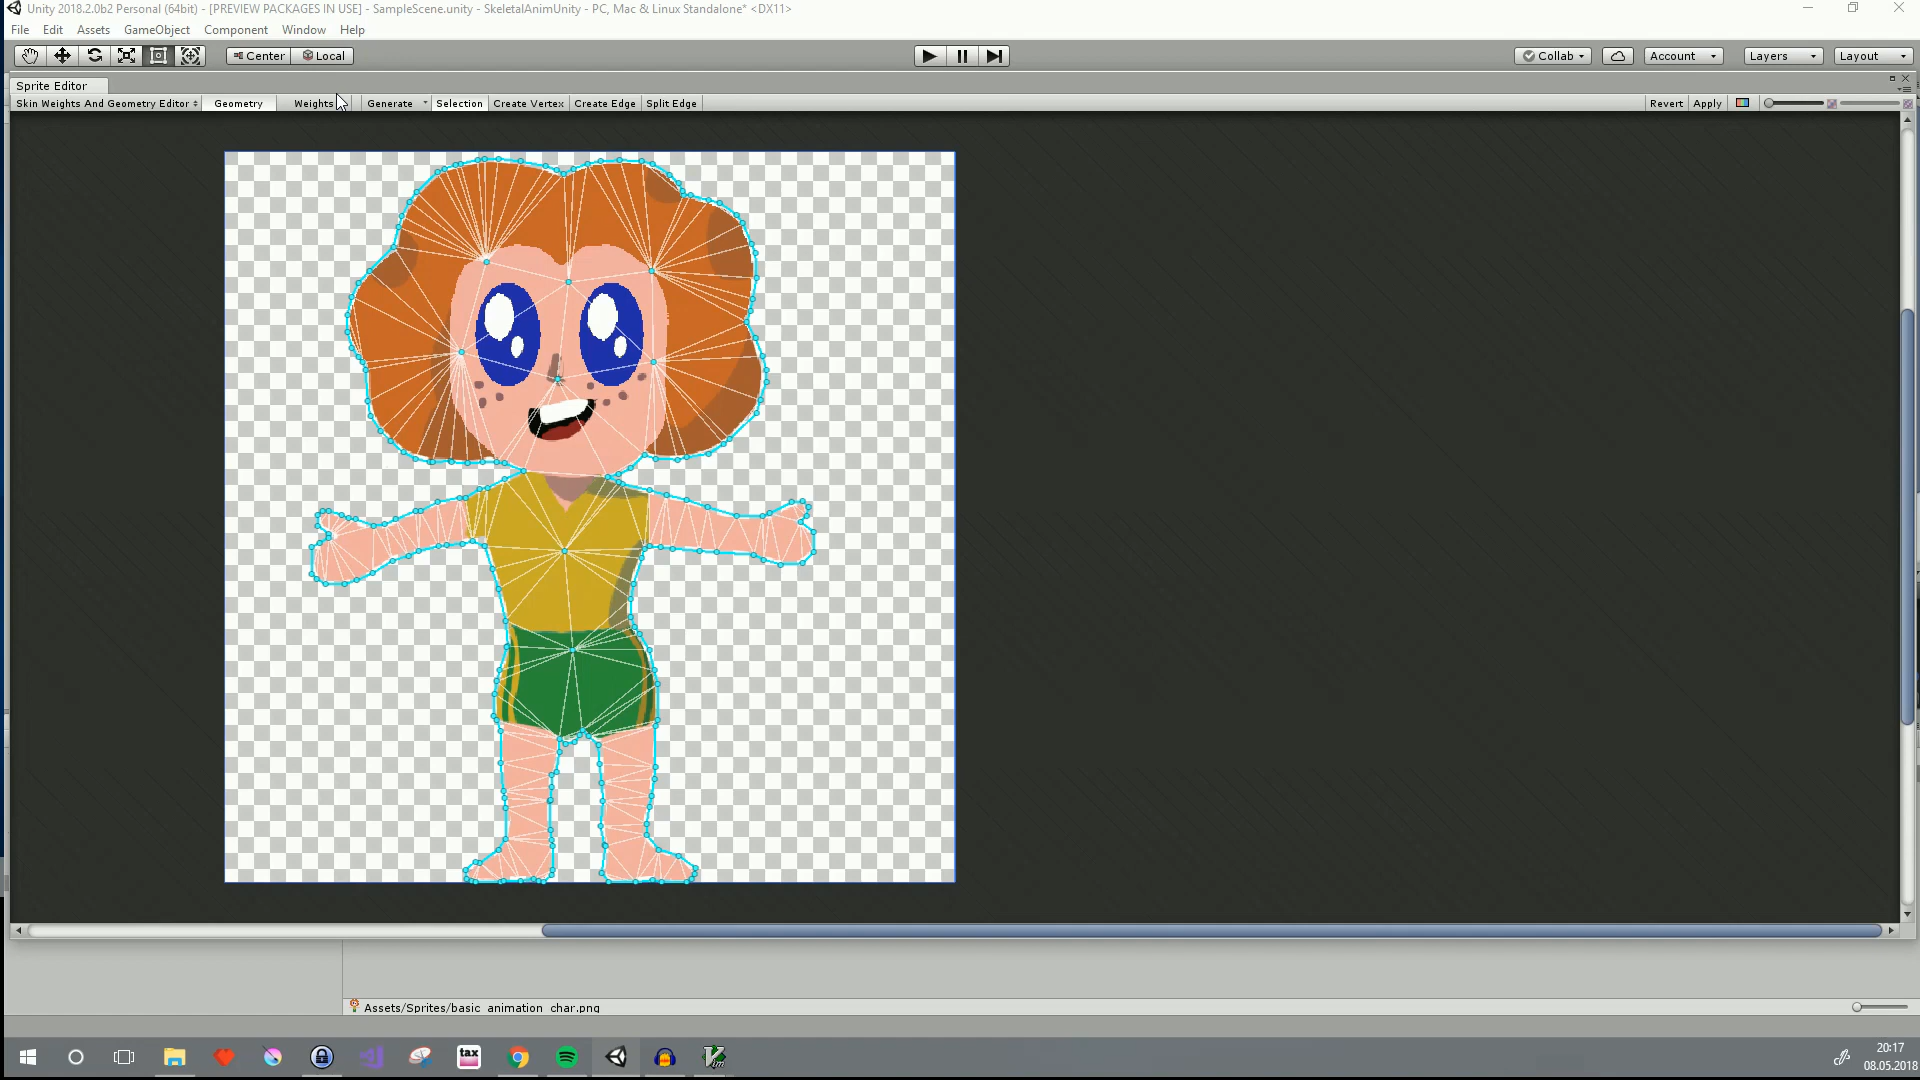 Unity 2018.2.0b2 Personal (64bit) - [PREVIEW PACKAGES IN USE] - SampleScene.unity - SkeletalAnimUnity - PC, Mac & Linux Standalone* <DX11>
File Edit Assets GameObject Component Window Help
Center Local Collab Account Layers Layout
Sprite Editor
Skin Weights And Geometry Editor Geometry Weights Generate Selection Create Vertex Create Edge Split Edge Revert Apply
Assets/Sprites/basic_animation_char.png
tax
Vim
20:17
08.05.2018